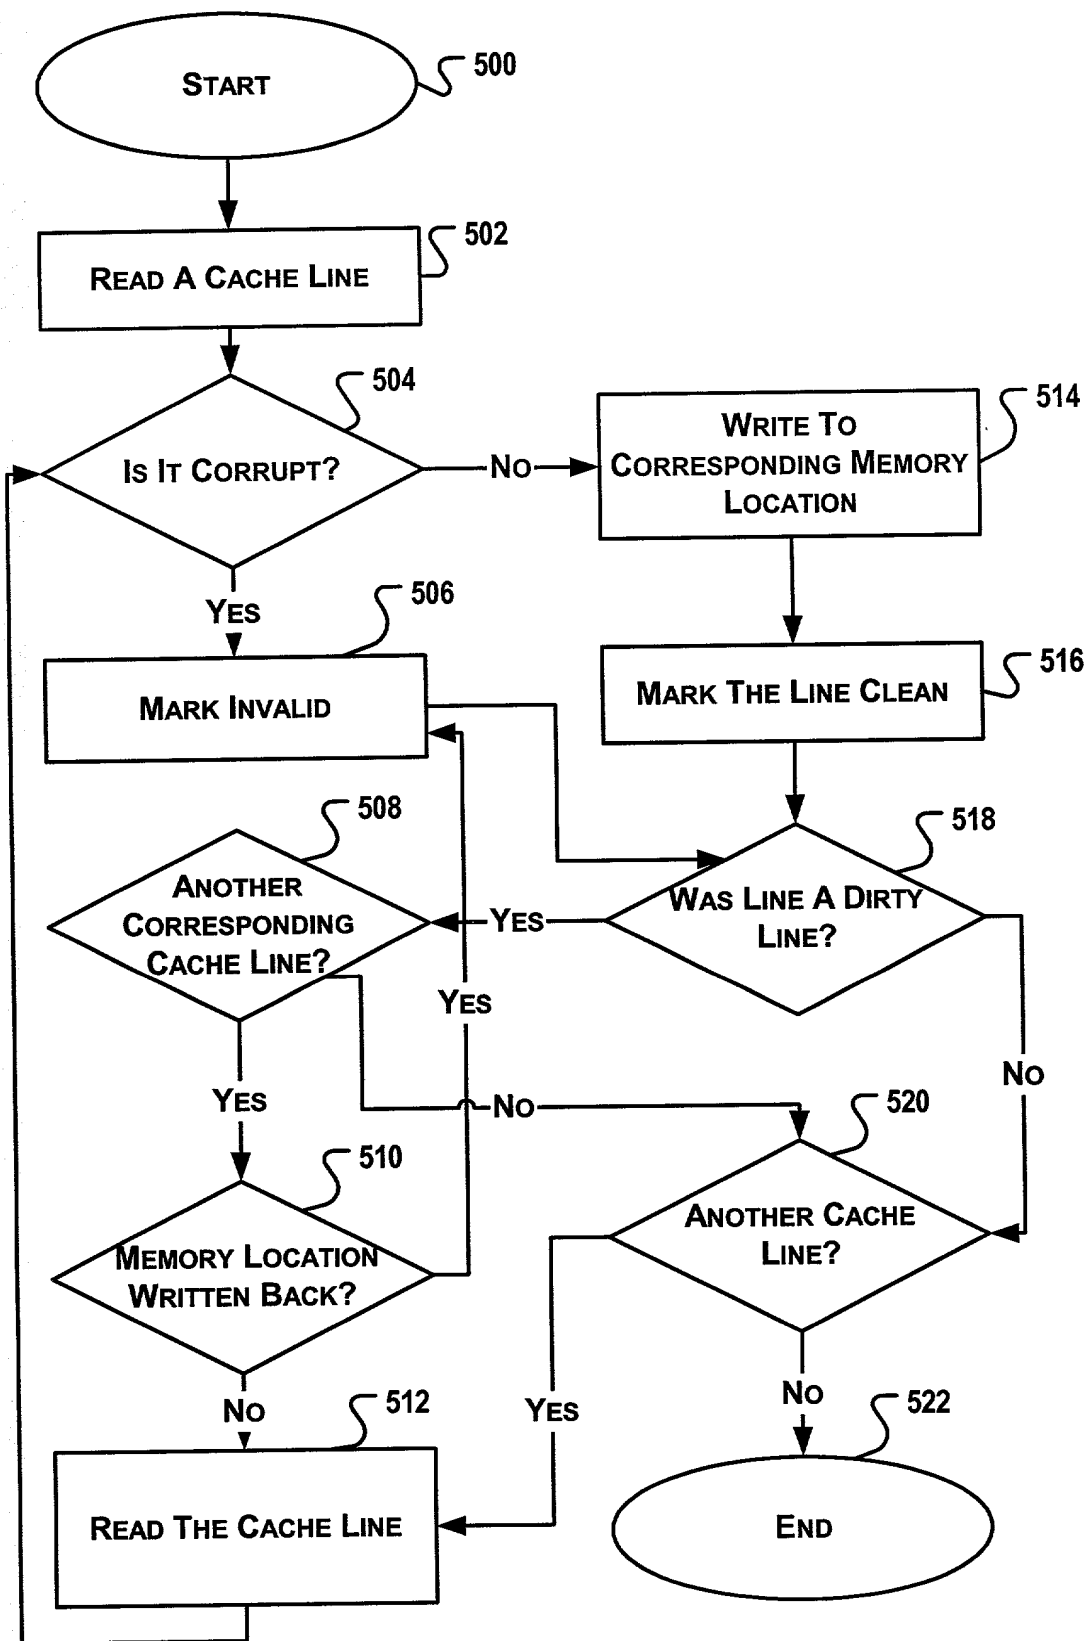 START
500
READ A CACHE LINE
502
IS IT CORRUPT?
504
NO
WRITE TO
CORRESPONDING MEMORY
LOCATION
514
YES
MARK INVALID
506
MARK THE LINE CLEAN
516
ANOTHER
CORRESPONDING
CACHE LINE?
508
YES
WAS LINE A DIRTY
LINE?
518
YES
NO
YES
NO
MEMORY LOCATION
WRITTEN BACK?
510
ANOTHER CACHE
LINE?
520
NO
YES
NO
READ THE CACHE LINE
512
END
522